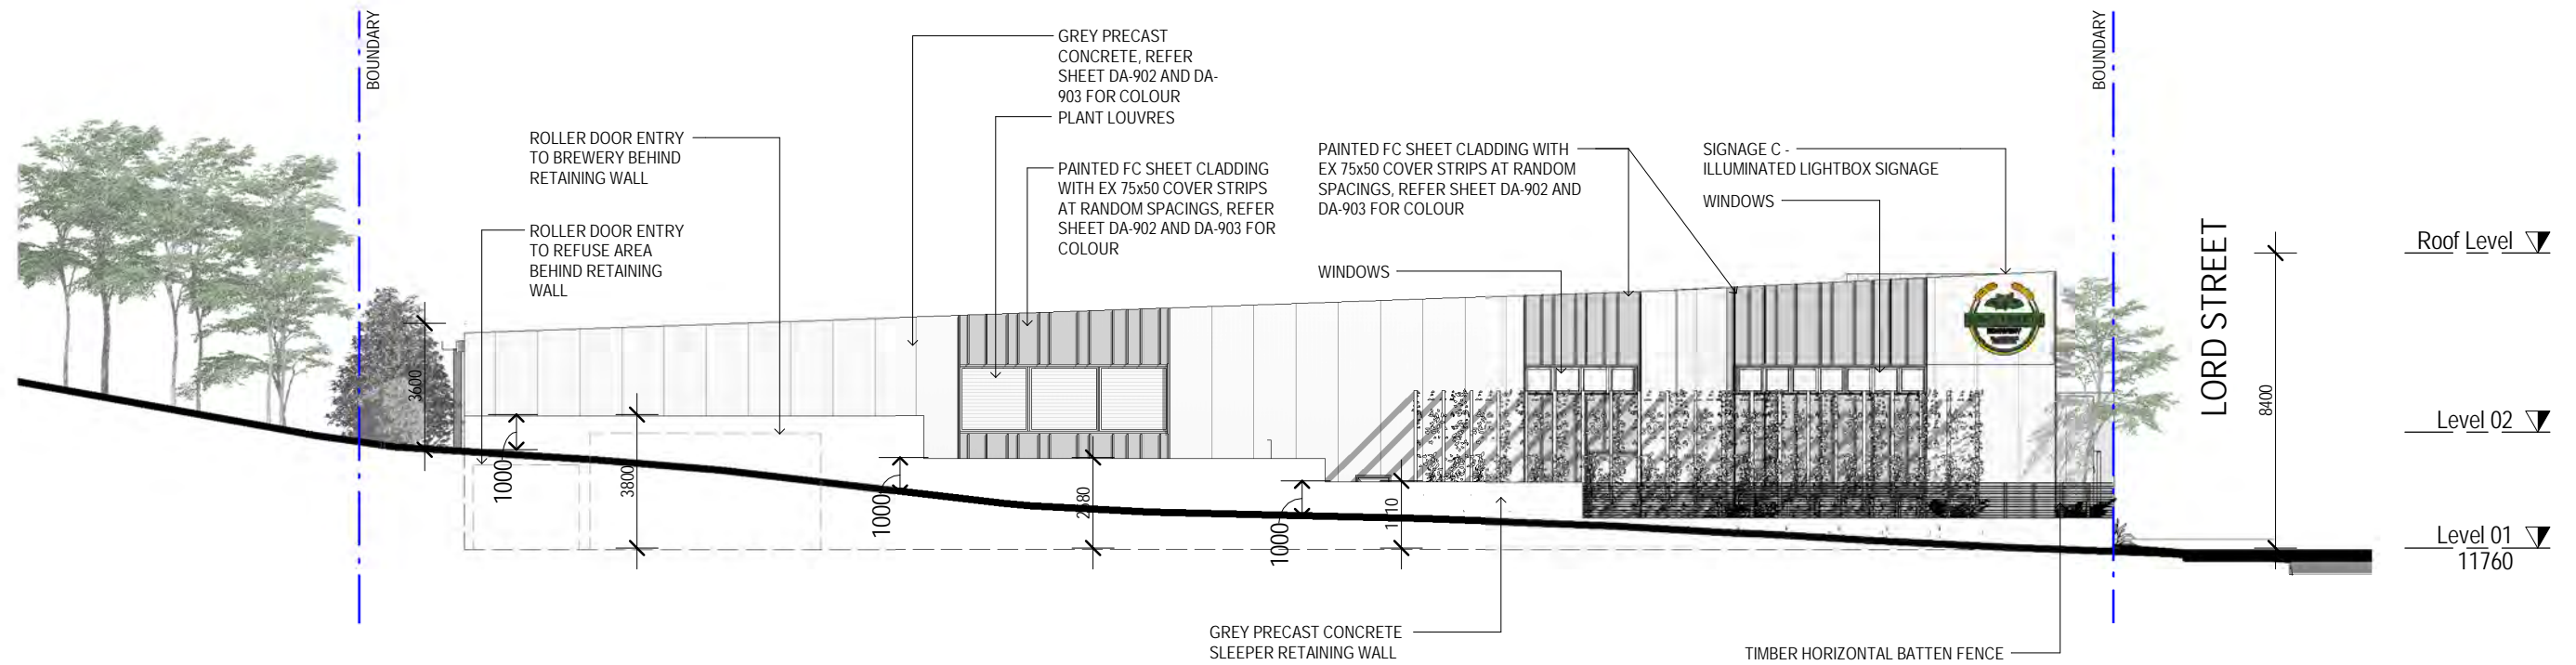 BOUNDARY
GREY PRECAST
CONCRETE, REFER
SHEET DA-902 AND DA-
903 FOR COLOUR
PLANT LOUVRES
ROLLER DOOR ENTRY
TO BREWERY BEHIND
RETAINING WALL
PAINTED FC SHEET CLADDING
WITH EX 75x50 COVER STRIPS
AT RANDOM SPACINGS, REFER
SHEET DA-902 AND DA-903 FOR
COLOUR
ROLLER DOOR ENTRY
TO REFUSE AREA
BEHIND RETAINING
WALL
PAINTED FC SHEET CLADDING WITH
EX 75x50 COVER STRIPS AT RANDOM
SPACINGS, REFER SHEET DA-902 AND
DA-903 FOR COLOUR
WINDOWS
SIGNAGE C -
ILLUMINATED LIGHTBOX SIGNAGE
WINDOWS
BOUNDARY
LORD STREET
8400
Roof Level
Level 02
Level 01
11760
3600
1000
3800
1000
1000
GREY PRECAST CONCRETE
SLEEPER RETAINING WALL
TIMBER HORIZONTAL BATTEN FENCE